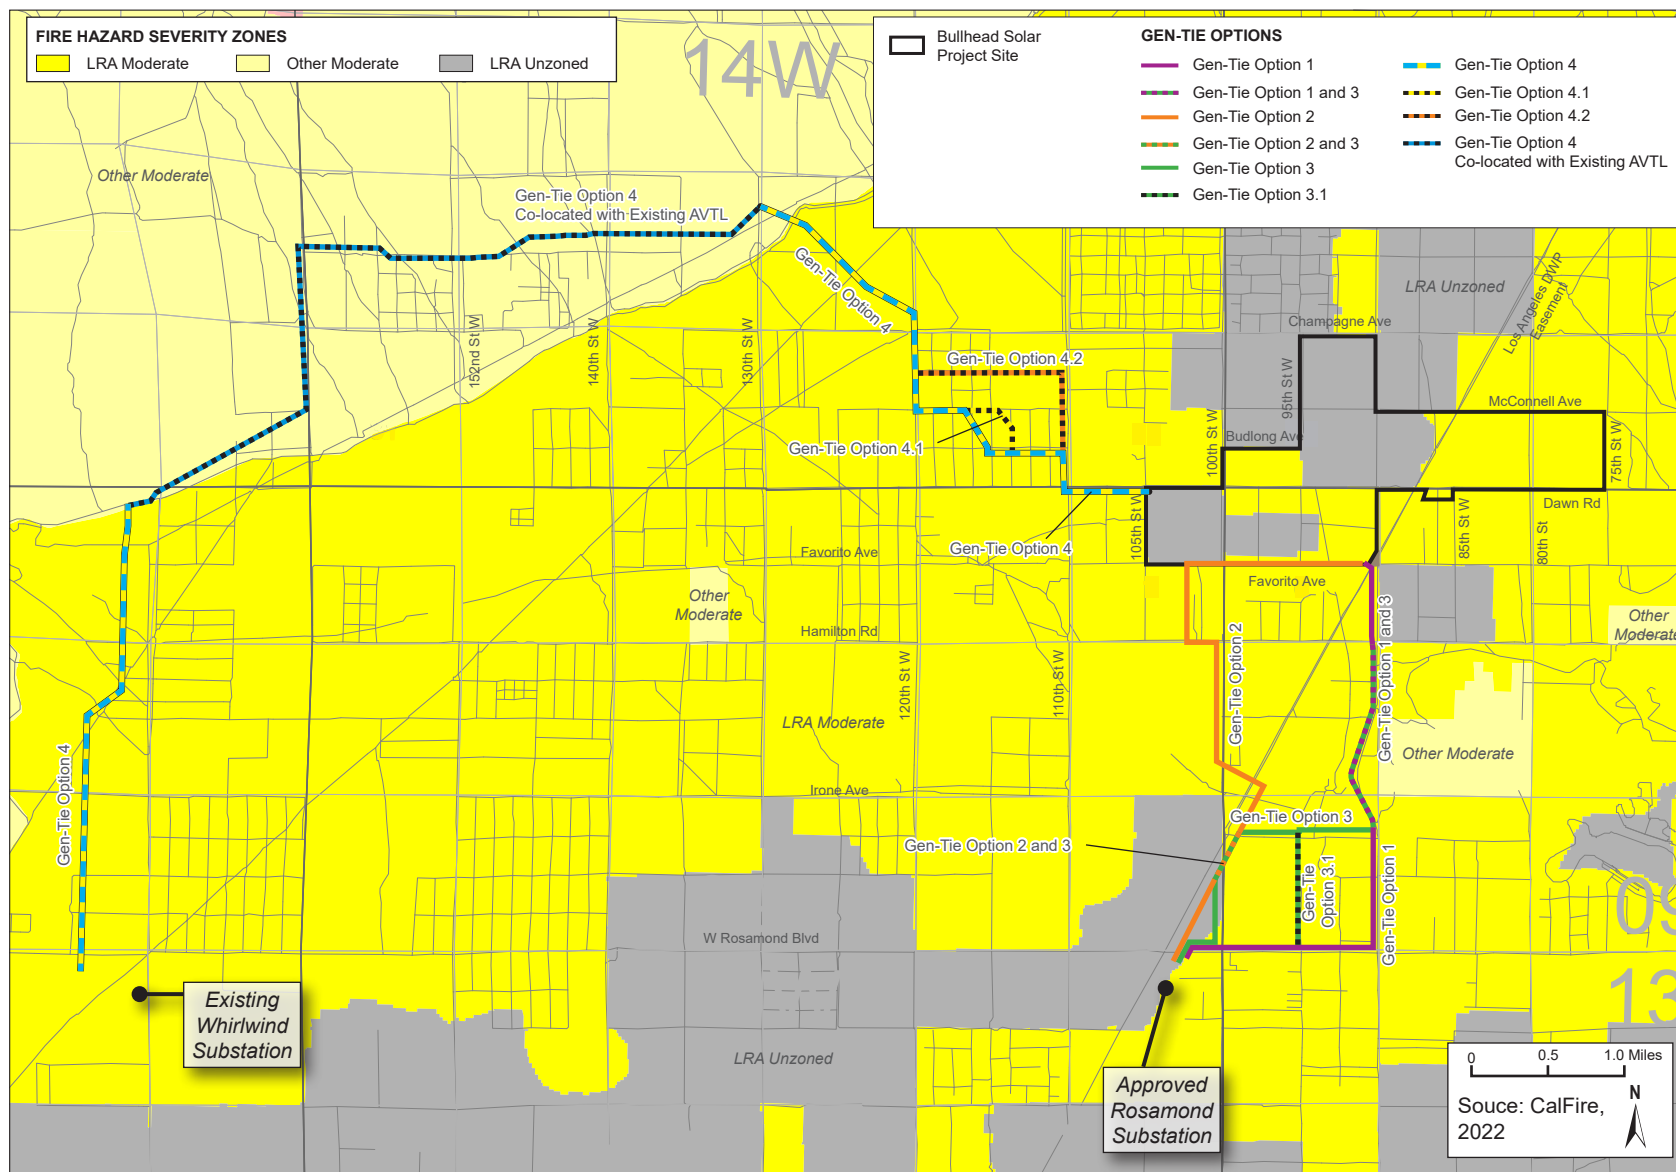 FIRE HAZARD SEVERITY ZONES
LRA Moderate
Other Moderate
LRA Unzoned
14W
Bullhead Solar
Project Site
GEN-TIE OPTIONS
Gen-Tie Option 1
Gen-Tie Option 1 and 3
Gen-Tie Option 2
Gen-Tie Option 2 and 3
Gen-Tie Option 3
Gen-Tie Option 3.1
Gen-Tie Option 4
Gen-Tie Option 4.1
Gen-Tie Option 4.2
Gen-Tie Option 4
Co-located with Existing AVTL
Other Moderate
Gen-Tie Option 4
Co-located with Existing AVTL
Gen-Tie Option 4
LRA Unzoned
Los Angeles DWP
Easement
Champagne Ave
152nd St W
140th St W
130th St W
Gen-Tie Option 4.2
95th St W
McConnell Ave
Gen-Tie Option 4.1
100th St W
Budlong Ave
75th St W
Dawn Rd
105th St W
85th St W
80th St
Gen-Tie Option 4
Favorito Ave
Favorito Ave
Other
Moderate
Other
Moderate
Hamilton Rd
120th St W
110th St W
Gen-Tie Option 2
Gen-Tie Option 1 and 3
LRA Moderate
Other Moderate
Gen-Tie Option 4
Irone Ave
Gen-Tie Option 3
Gen-Tie Option 2 and 3
Gen-Tie
Option 3.1
Gen-Tie Option 1
09
W Rosamond Blvd
13
Existing
Whirlwind
Substation
LRA Unzoned
Approved
Rosamond
Substation
0 0.5 1.0 Miles
Souce: CalFire,
2022
N